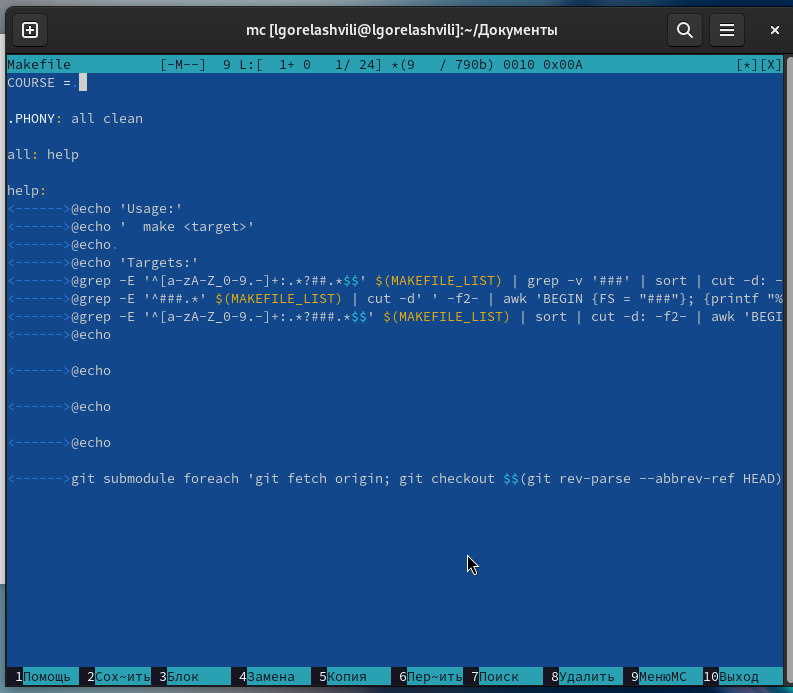 mc [lgorelashvili@lgorelashvili]:~/Документы
Makefile [-M--] 9 L:[ 1+ 0 1/ 24] *(9 / 790b) 0010 0x00A [*][X]
COURSE =.
.PHONY: all clean
all: help
help:
<------>@echo 'Usage:'
<------>@echo '  make <target>'
<------>@echo.
<------>@echo 'Targets:'
<------>@grep -E '^[a-zA-Z_0-9.-]+:.*?##.*$$' $(MAKEFILE_LIST) | grep -v '###' | sort | cut -d: -
<------>@grep -E '^###.*' $(MAKEFILE_LIST) | cut -d' ' -f2- | awk 'BEGIN {FS = "###"}; {printf "%
<------>@grep -E '^[a-zA-Z_0-9.-]+:.*?###.*$$' $(MAKEFILE_LIST) | sort | cut -d: -f2- | awk 'BEGI
<------>@echo
<------>@echo
<------>@echo
<------>@echo
<------>git submodule foreach 'git fetch origin; git checkout $$(git rev-parse --abbrev-ref HEAD)
1Помощь 2Сох~ить 3Блок 4Замена 5Копия 6Пер~ить 7Поиск 8Удалить 9МенюMC 10Выход